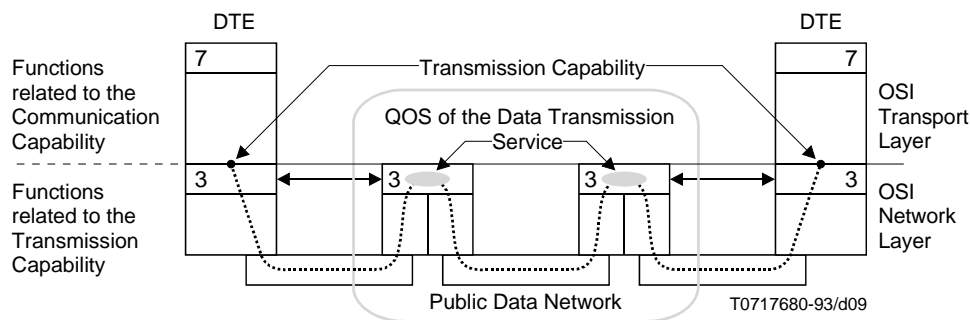 DTE
DTE
7
7
Functions
related to the
Communication
Capability
Transmission Capability
QOS of the Data Transmission
Service
OSI
Transport
Layer
3
3
3
3
Functions
related to the
Transmission
Capability
OSI
Network
Layer
Public Data Network
T0717680-93/d09